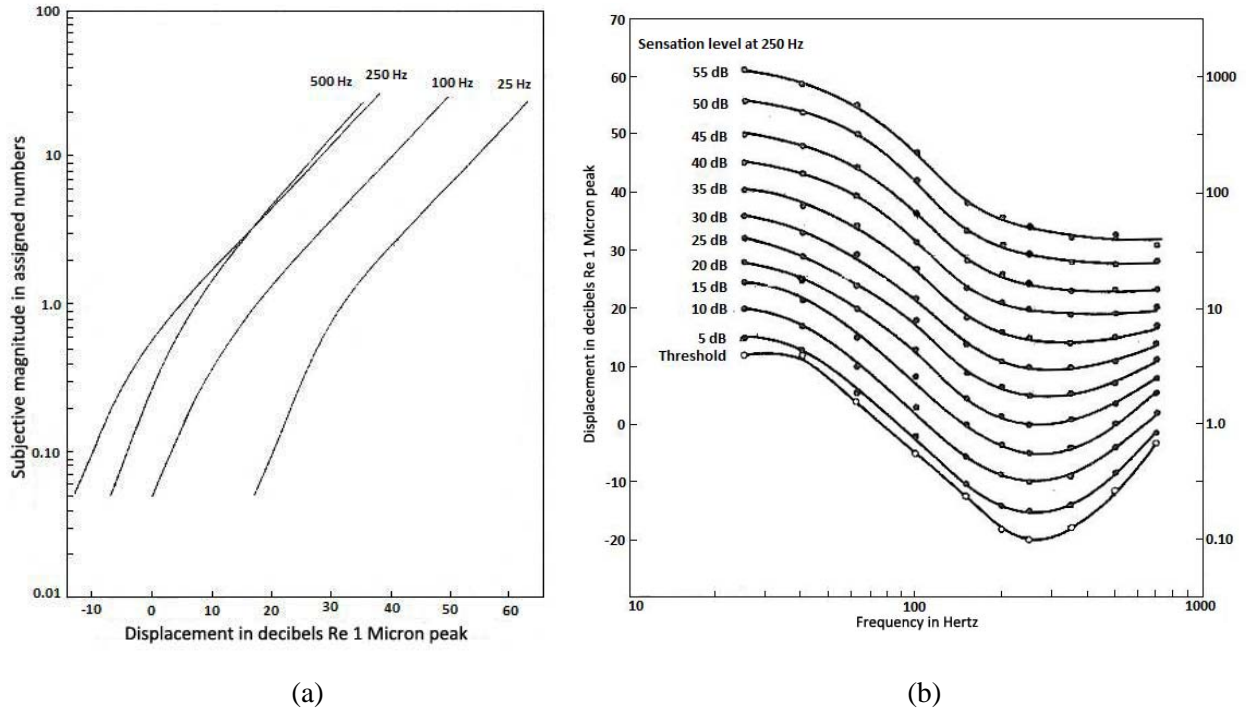 100
10
1.0
0.10
0.01
Subjective magnitude in assigned numbers
500 Hz
250 Hz
100 Hz
25 Hz
-10
0
10
20
30
40
50
60
Displacement in decibels Re 1 Micron peak
(a)
70
60
50
40
30
20
10
0
-10
-20
Displacement in decibels Re 1 Micron peak
Sensation level at 250 Hz
55 dB
50 dB
45 dB
40 dB
35 dB
30 dB
25 dB
20 dB
15 dB
10 dB
5 dB
Threshold
1000
100
10
1.0
0.10
10
100
1000
Frequency in Hertz
(b)